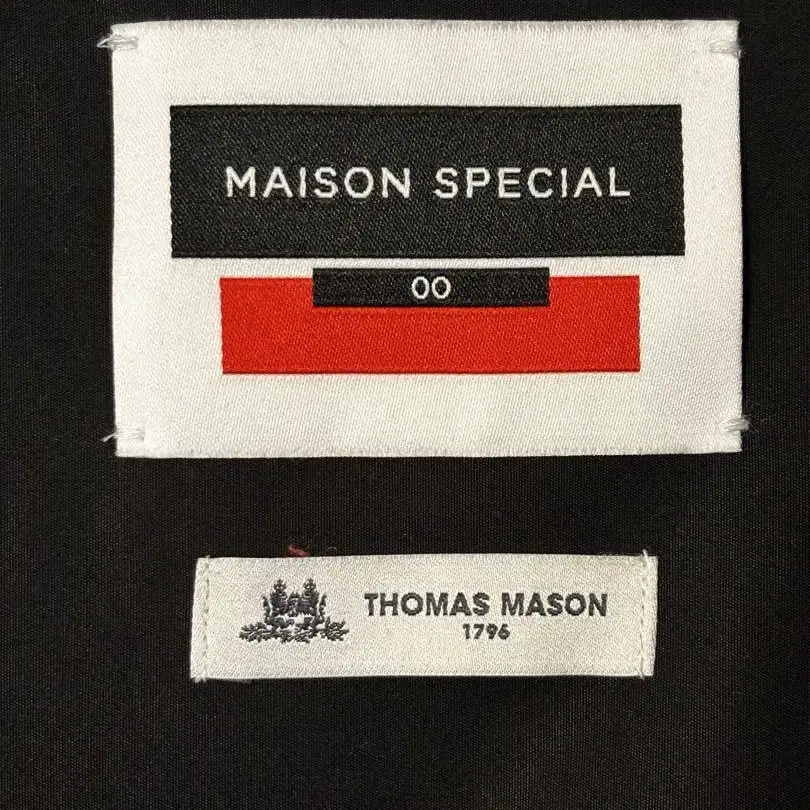 MAISON SPECIAL
00
THOMAS MASON
1796